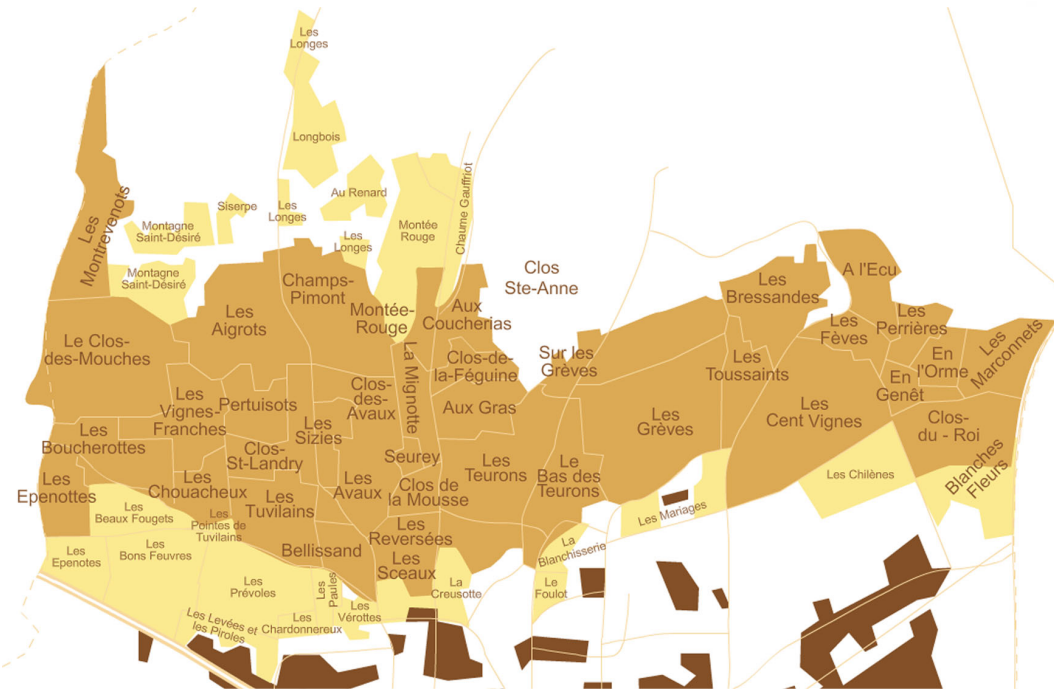 Les
Longes
Longbois
Au Renard
Siserpe
Les
Longes
Montagne
Saint-Désiré
Montée
Rouge
Chaume Gauffriot
Les
Longes
Les
Montrevenots
Montagne
Saint-Désiré
Champs-
Pimont
Clos
Ste-Anne
A l'Ecu
Les
Bressandes
Les
Aigrots
Montée-
Rouge
Aux
Coucherias
Les
Fèves
Les
Perrières
Le Clos-
des-Mouches
La Mignotte
Clos-de-
la-Féguine
Sur les
Grèves
Les
Toussaints
En
l'Orme
Les
Marconnets
En
Genêt
Les
Vignes-
Franches
Pertuisots
Clos-
des-
Avaux
Aux Gras
Les
Grèves
Les
Cent Vignes
Clos-
du - Roi
Les
Boucherottes
Les
Sizies
Clos-
St-Landry
Seurey
Les
Teurons
Le
Bas des
Teurons
Les Chilènes
Blanches
Fleurs
Les
Epenottes
Les
Chouacheux
Les
Avaux
Clos de
la Mousse
Les
Tuvilains
Les Mariages
Les
Beaux Fougets
Les
Pointes de
Tuvilains
Les
Reversées
Bellissand
Les
Sceaux
La
Blanchisserie
Les
Epenotes
Les
Bons Feuvres
Les
Prévoles
Les
Paules
La
Creusotte
Le
Foulot
Les Levées et
les Piroles
Les
Chardonnereux
Les
Vérottes